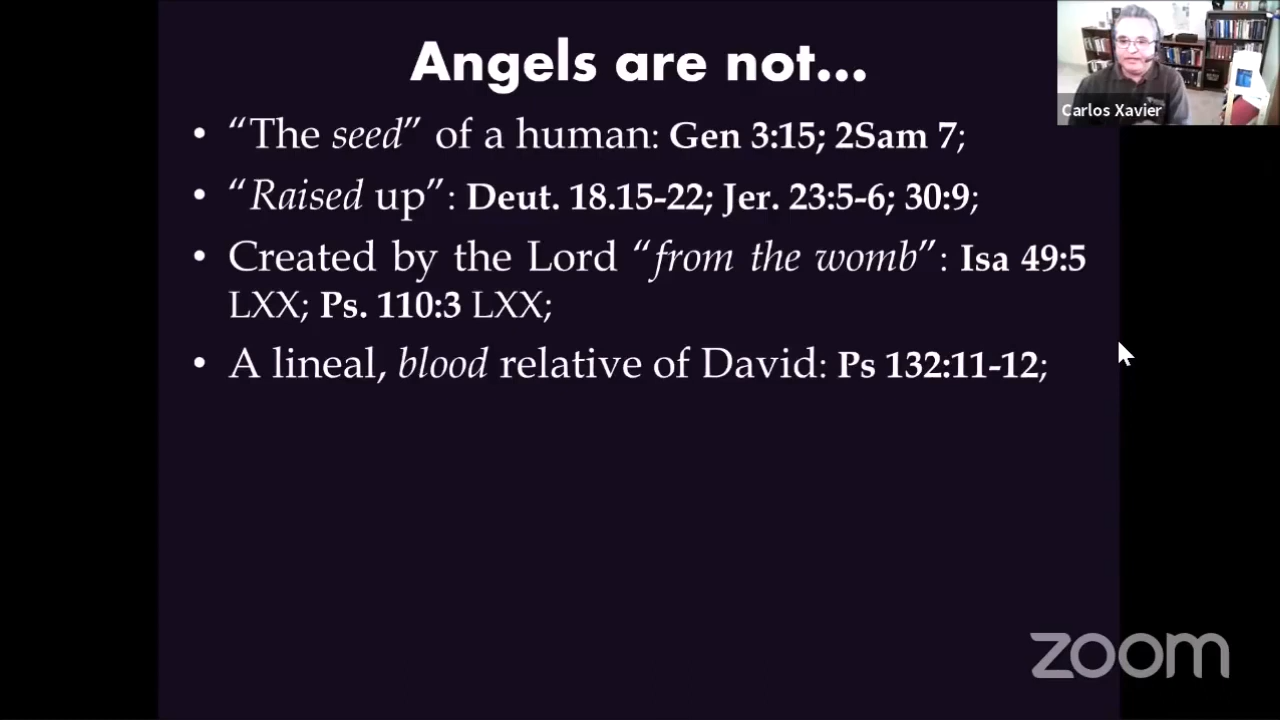 Angels are not...
Carlos Xavier
• “The seed” of a human: Gen 3:15; 2Sam 7;
• “Raised up”: Deut. 18.15-22; Jer. 23:5-6; 30:9;
• Created by the Lord “from the womb”: Isa 49:5
LXX; Ps. 110:3 LXX;
• A lineal, blood relative of David: Ps 132:11-12;
zoom